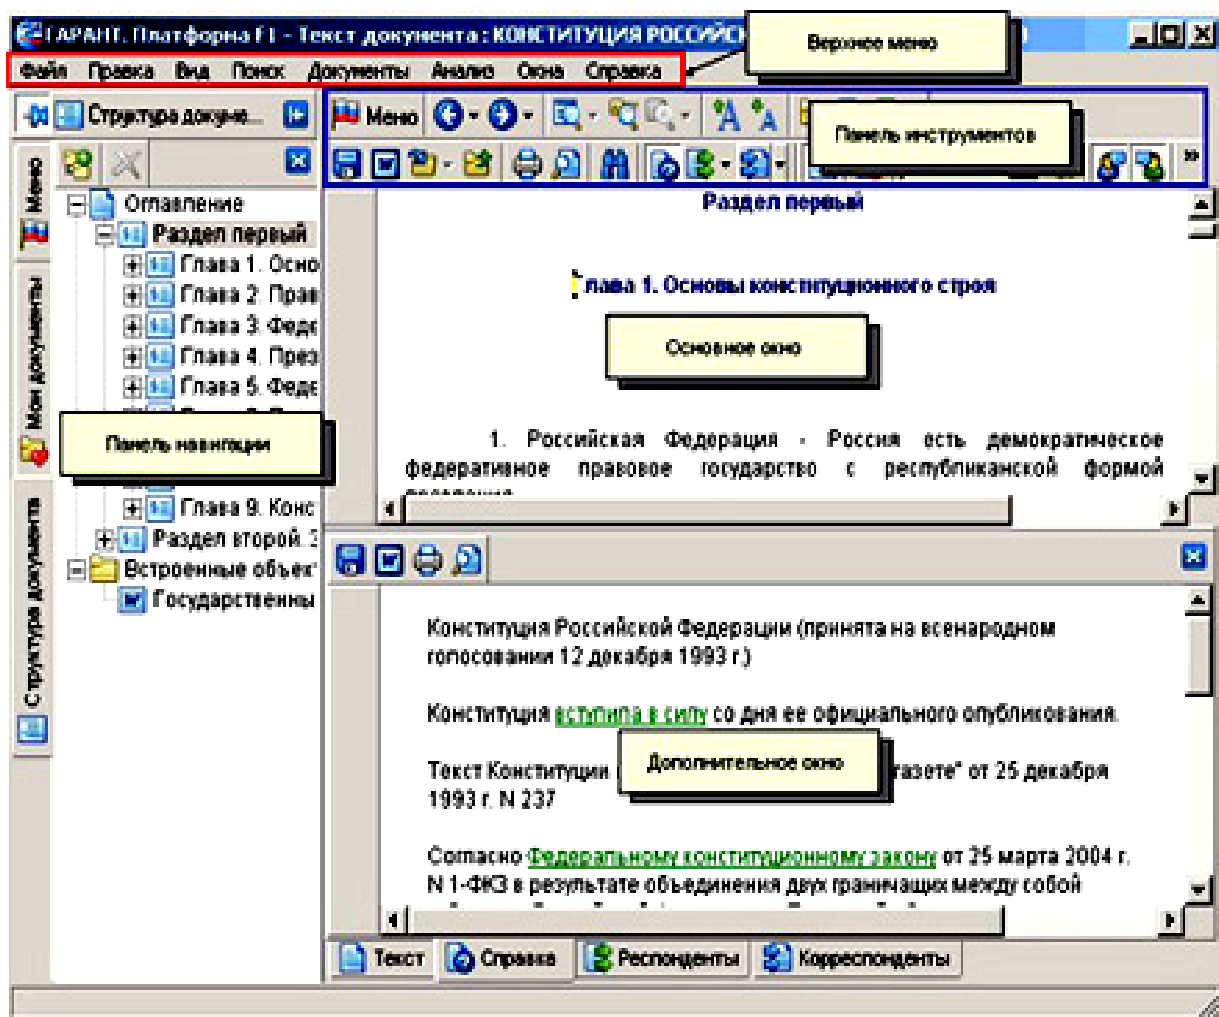 ГАРАНТ. Платформа F1 - Текст документа : КОНСТИТУЦИЯ РОССИЙСК
Верхнее меню
Файл Правка Вид Поиск Документы Анализ Окна Справка
Структура докуме...
Меню
Панель инструментов
Меню
Мои документы
Структура документа
Оглавление
Раздел первый
Глава 1. Осно
Глава 2. Прав
Глава 3. Феде
Глава 4. През
Глава 5. Феде
Панель навигации
Глава 9. Конс
Раздел второй. З
Встроенные объек
Государственны
Раздел первый
Глава 1. Основы конституционного строя
Основное окно
1. Российская Федерация - Россия есть демократическое
федеративное правовое государство с республиканской формой
Конституция Российской Федерации (принята на всенародном
голосовании 12 декабря 1993 г.)
Конституция вступила в силу со дня ее официального опубликования.
Дополнительное окно
Текст Конституции газете" от 25 декабря
1993 г. N 237
Согласно Федеральному конституционному закону от 25 марта 2004 г.
N 1-ФКЗ в результате объединения двух граничащих между собой
Текст Справка Респонденты Корреспонденты